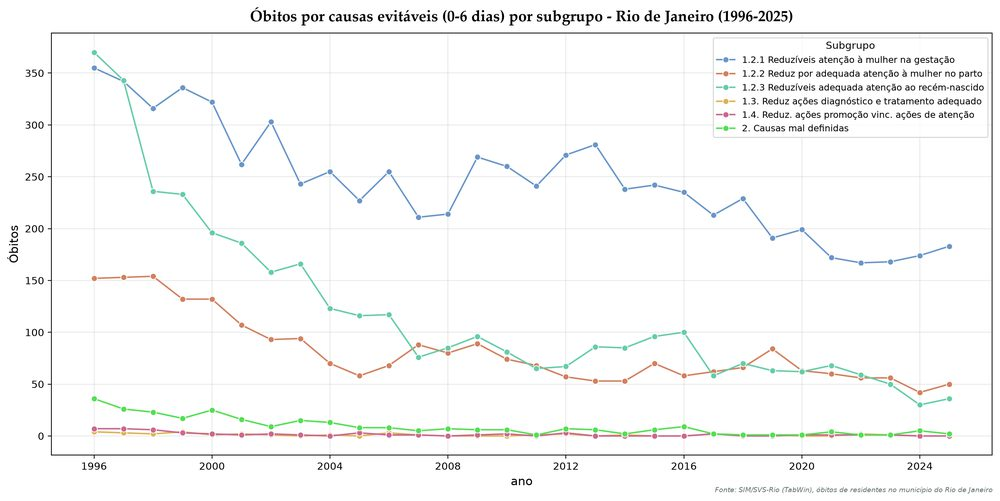 Óbitos por causas evitáveis (0-6 dias) por subgrupo - Rio de Janeiro (1996-2025)
Subgrupo
1.2.1 Reduzíveis atenção à mulher na gestação
1.2.2 Reduz por adequada atenção à mulher no parto
1.2.3 Reduzíveis adequada atenção ao recém-nascido
1.3. Reduz ações diagnóstico e tratamento adequado
1.4. Reduz. ações promoção vinc. ações de atenção
2. Causas mal definidas
Óbitos
350
300
250
200
150
100
50
0
1996 2000 2004 2008 2012 2016 2020 2024
ano
Fonte: SIM/SVS-Rio (TabWin), óbitos de residentes no município do Rio de Janeiro